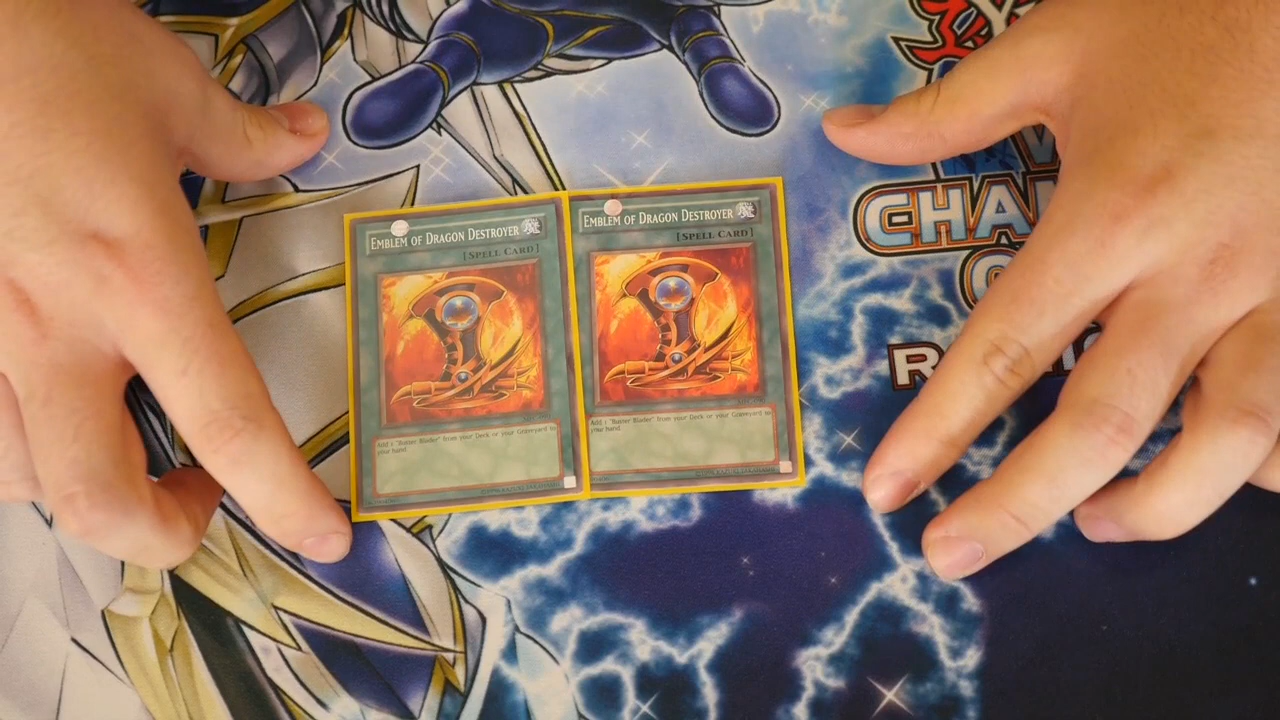 EMBLEM OF DRAGON DESTROYER
[SPELL CARD]
Add 1 "Buster Blader" from your Deck or your Graveyard to
your hand.
EMBLEM OF DRAGON DESTROYER
[SPELL CARD]
Add 1 "Buster Blader" from your Deck or your Graveyard to
your hand.
CHA
R